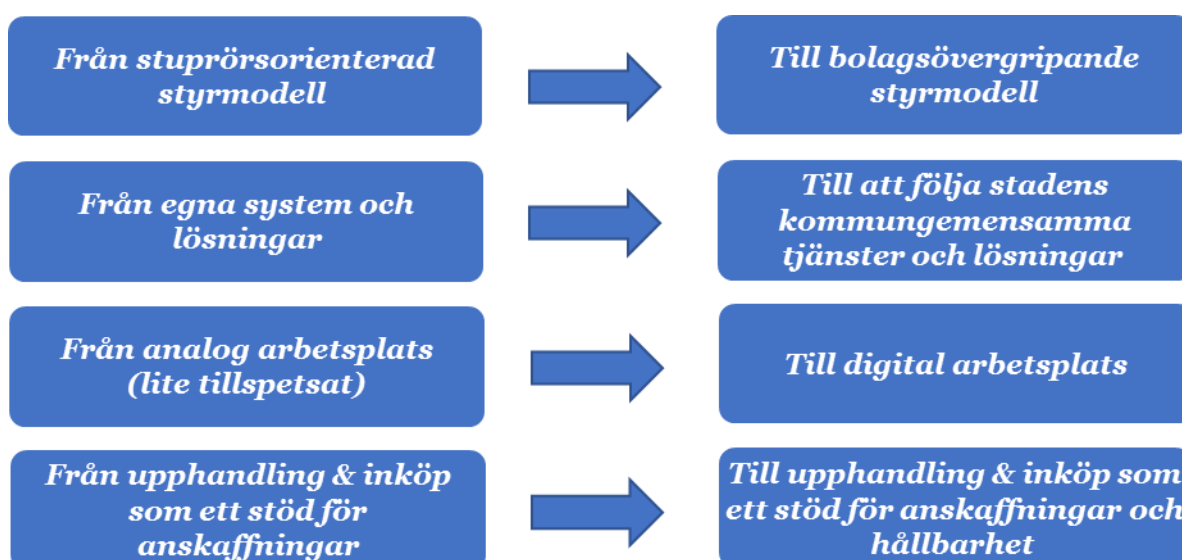 Från stuprörsorienterad
styrmodell
Till bolagsövergripande
styrmodell
Från egna system och
lösningar
Till att följa stadens
kommungemensamma
tjänster och lösningar
Från analog arbetsplats
(lite tillspetsat)
Till digital arbetsplats
Från upphandling & inköp
som ett stöd för
anskaffningar
Till upphandling & inköp som
ett stöd för anskaffningar och
hållbarhet